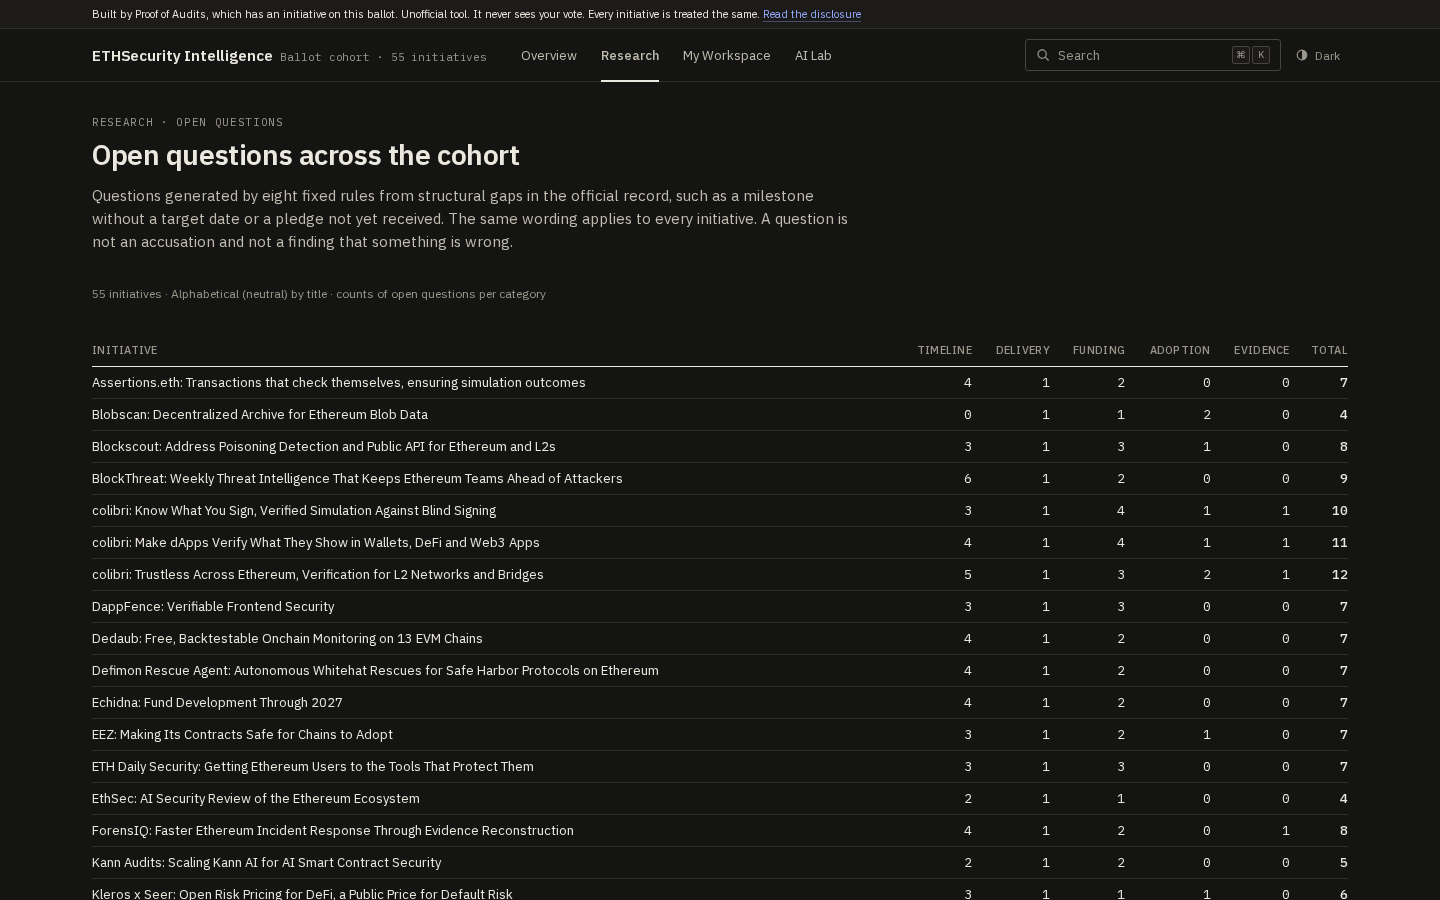 Built by Proof of Audits, which has an initiative on this ballot. Unofficial tool. It never sees your vote. Every initiative is treated the same. Read the disclosure
ETHSecurity Intelligence Ballot cohort · 55 initiatives Overview Research My Workspace AI Lab Search ⌘ K Dark
RESEARCH · OPEN QUESTIONS
Open questions across the cohort
Questions generated by eight fixed rules from structural gaps in the official record, such as a milestone
without a target date or a pledge not yet received. The same wording applies to every initiative. A question is
not an accusation and not a finding that something is wrong.
55 initiatives · Alphabetical (neutral) by title · counts of open questions per category
INITIATIVE TIMELINE DELIVERY FUNDING ADOPTION EVIDENCE TOTAL
Assertions.eth: Transactions that check themselves, ensuring simulation outcomes 4 1 2 0 0 7
Blobscan: Decentralized Archive for Ethereum Blob Data 0 1 1 2 0 4
Blockscout: Address Poisoning Detection and Public API for Ethereum and L2s 3 1 3 1 0 8
BlockThreat: Weekly Threat Intelligence That Keeps Ethereum Teams Ahead of Attackers 6 1 2 0 0 9
colibri: Know What You Sign, Verified Simulation Against Blind Signing 3 1 4 1 1 10
colibri: Make dApps Verify What They Show in Wallets, DeFi and Web3 Apps 4 1 4 1 1 11
colibri: Trustless Across Ethereum, Verification for L2 Networks and Bridges 5 1 3 2 1 12
DappFence: Verifiable Frontend Security 3 1 3 0 0 7
Dedaub: Free, Backtestable Onchain Monitoring on 13 EVM Chains 4 1 2 0 0 7
Defimon Rescue Agent: Autonomous Whitehat Rescues for Safe Harbor Protocols on Ethereum 4 1 2 0 0 7
Echidna: Fund Development Through 2027 4 1 2 0 0 7
EEZ: Making Its Contracts Safe for Chains to Adopt 3 1 2 1 0 7
ETH Daily Security: Getting Ethereum Users to the Tools That Protect Them 3 1 3 0 0 7
EthSec: AI Security Review of the Ethereum Ecosystem 2 1 1 0 0 4
ForensIQ: Faster Ethereum Incident Response Through Evidence Reconstruction 4 1 2 0 1 8
Kann Audits: Scaling Kann AI for AI Smart Contract Security 2 1 2 0 0 5
Kleros x Seer: Open Risk Pricing for DeFi, a Public Price for Default Risk 3 1 1 1 0 6